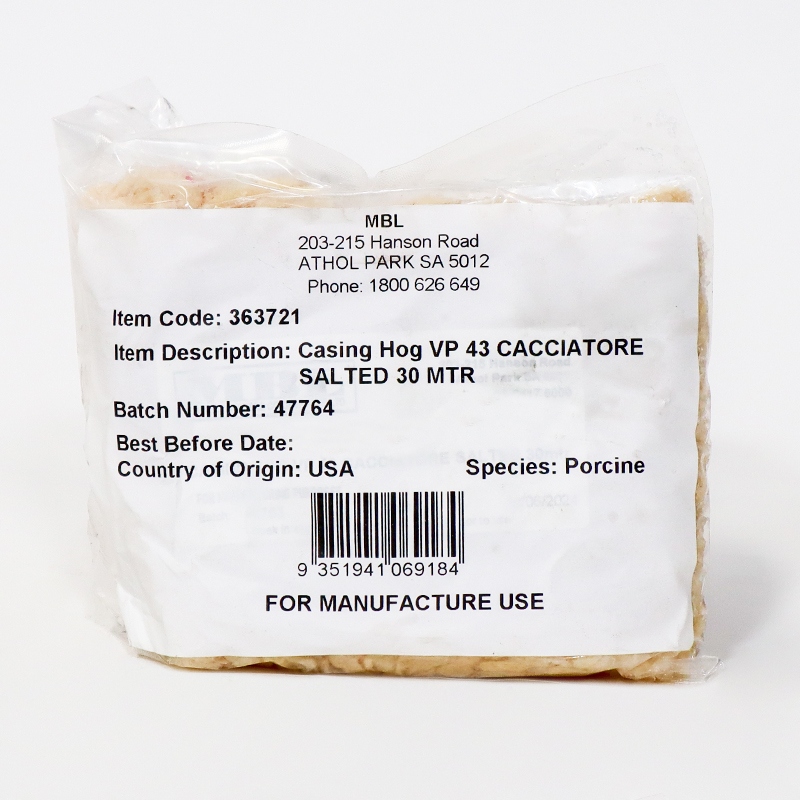 MBL
203-215 Hanson Road
ATHOL PARK SA 5012
Phone: 1800 626 649
Item Code: 363721
Item Description: Casing Hog VP 43 CACCIATORE
SALTED 30 MTR
Batch Number: 47764
Best Before Date:
Country of Origin: USA Species: Porcine
9 351941 069184
FOR MANUFACTURE USE